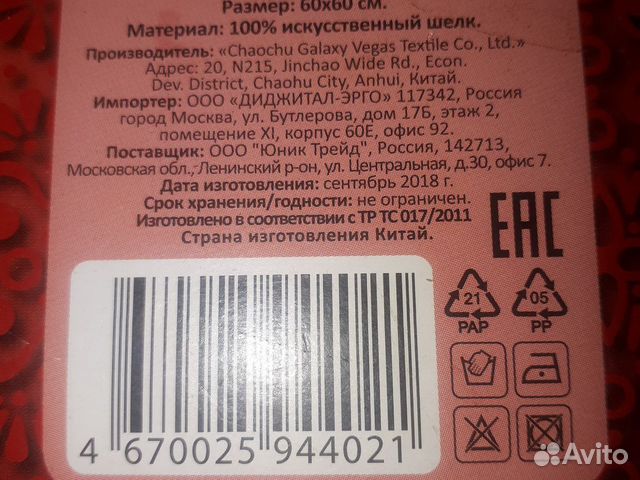 Размер: 60х60 см.
Материал: 100% искусственный шелк.
Производитель: «Chaochu Galaxy Vegas Textile Co., Ltd.»
Адрес: 20, N215, Jinchao Wide Rd., Econ.
Dev. District, Chaohu City, Anhui, Китай.
Импортер: ООО «ДИДЖИТАЛ-ЭРГО» 117342, Россия
город Москва, ул. Бутлерова, дом 17Б, этаж 2,
помещение XI, корпус 60Е, офис 92.
Поставщик: ООО "Юник Трейд", Россия, 142713,
Московская обл., Ленинский р-он, ул. Центральная, д.30, офис 7.
Дата изготовления: сентябрь 2018 г.
Срок хранения/годности: не ограничен.
Изготовлено в соответствии с ТР ТС 017/2011
Страна изготовления Китай.
EAC
21
PAP
05
PP
4 670025 944021
Avito